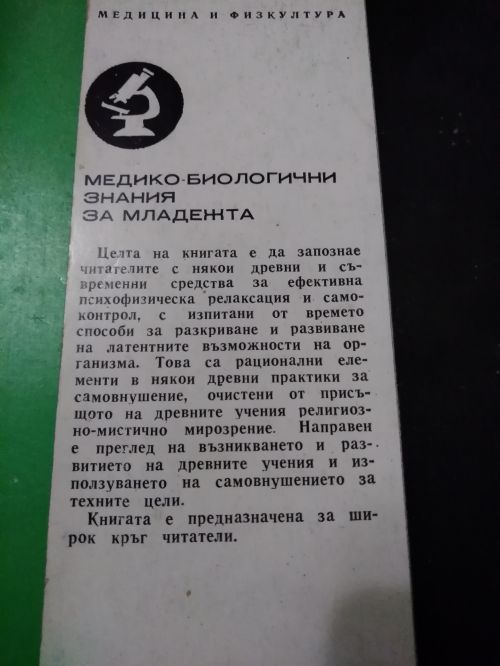 МЕДИЦИНА И ФИЗКУЛТУРА
МЕДИКО-БИОЛОГИЧНИ
ЗНАНИЯ
ЗА МЛАДЕЖТА
Целта на книгата е да запознае
читателите с някои древни и съ-
временни средства за ефективна
психофизическа релаксация и само-
контрол, с изпитани от времето
способи за разкриване и развиване
на латентните възможности на ор-
ганизма. Това са рационални еле-
менти в някои древни практики за
самовнушение, очистени от присъ-
щото на древните учения религиоз-
но-мистично мирозрение. Направен
е преглед на възникването и раз-
витието на древните учения и из-
ползуването на самовнушението за
техните цели.
Книгата е предназначена за ши-
рок кръг читатели.